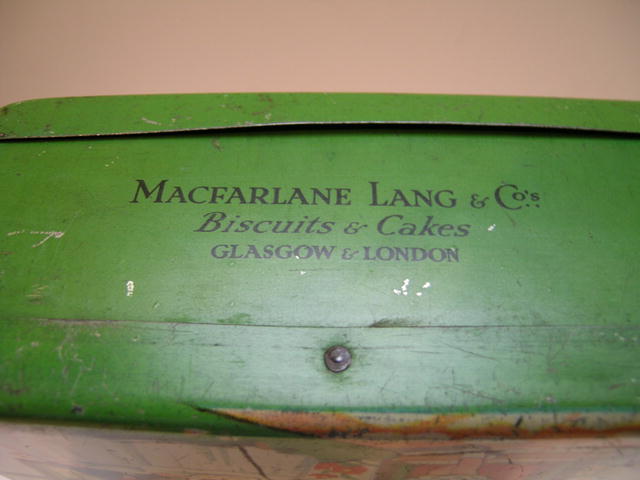 MACFARLANE LANG & Co's.
Biscuits & Cakes
GLASGOW & LONDON